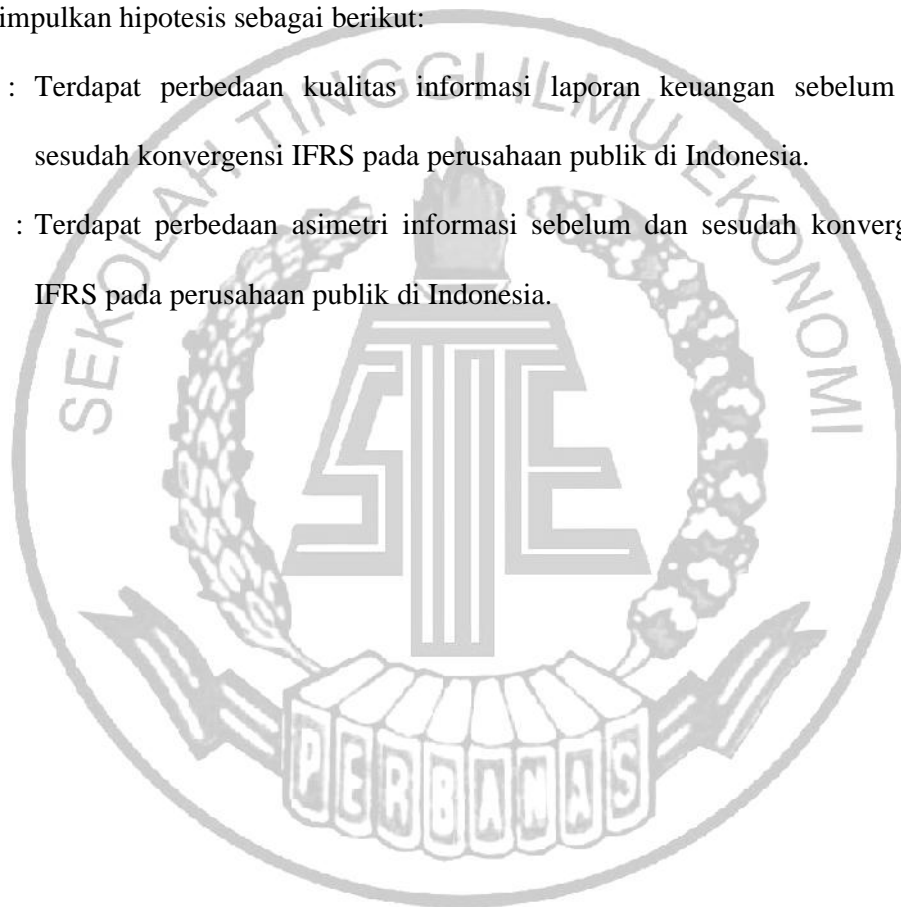 impulkan hipotesis sebagai berikut:
: Terdapat perbedaan kualitas informasi laporan keuangan sebelum
sesudah konvergensi IFRS pada perusahaan publik di Indonesia.
: Terdapat perbedaan asimetri informasi sebelum dan sesudah konverg
IFRS pada perusahaan publik di Indonesia.
SEKOLAH TINGGI ILMU EKONOMI
STIE
PERBANAS